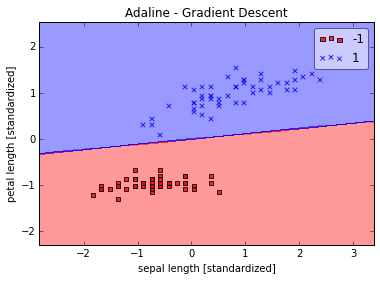 Adaline - Gradient Descent
-1
1
2
1
0
−1
−2
petal length [standardized]
−2 −1 0 1 2 3
sepal length [standardized]